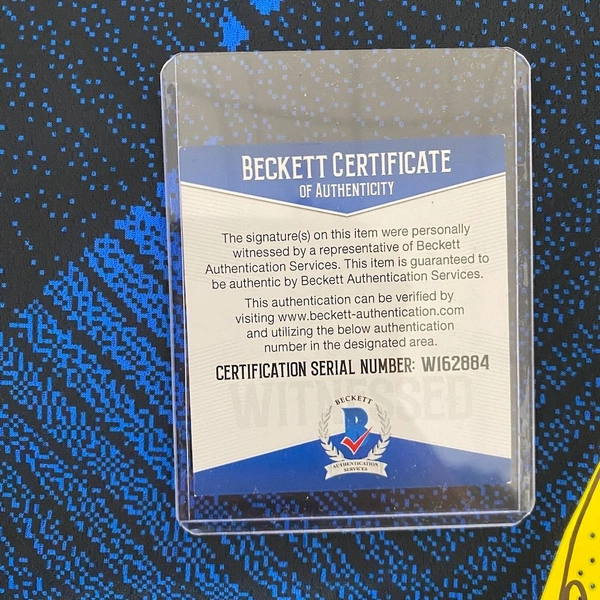 BECKETT CERTIFICATE
OF AUTHENTICITY
The signature(s) on this item were personally
witnessed by a representative of Beckett
Authentication Services. This item is guaranteed to
be authentic by Beckett Authentication Services.
This authentication can be verified by
visiting www.beckett-authentication.com
and utilizing the below authentication
number in the designated area.
CERTIFICATION SERIAL NUMBER: W162884
WITNESSED
BECKETT
B
AUTHENTICATION
SERVICES